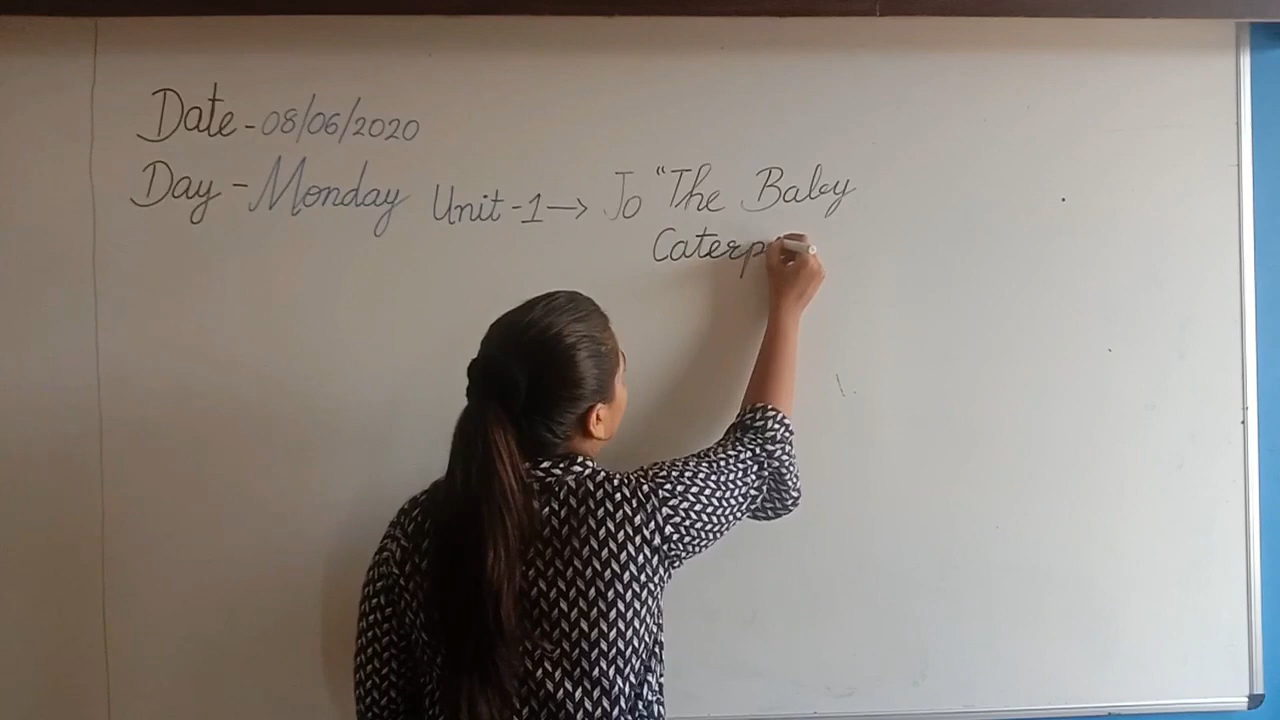 Date - 08/06/2020
Day - Monday Unit-1 → Jo "The Baby
Caterp